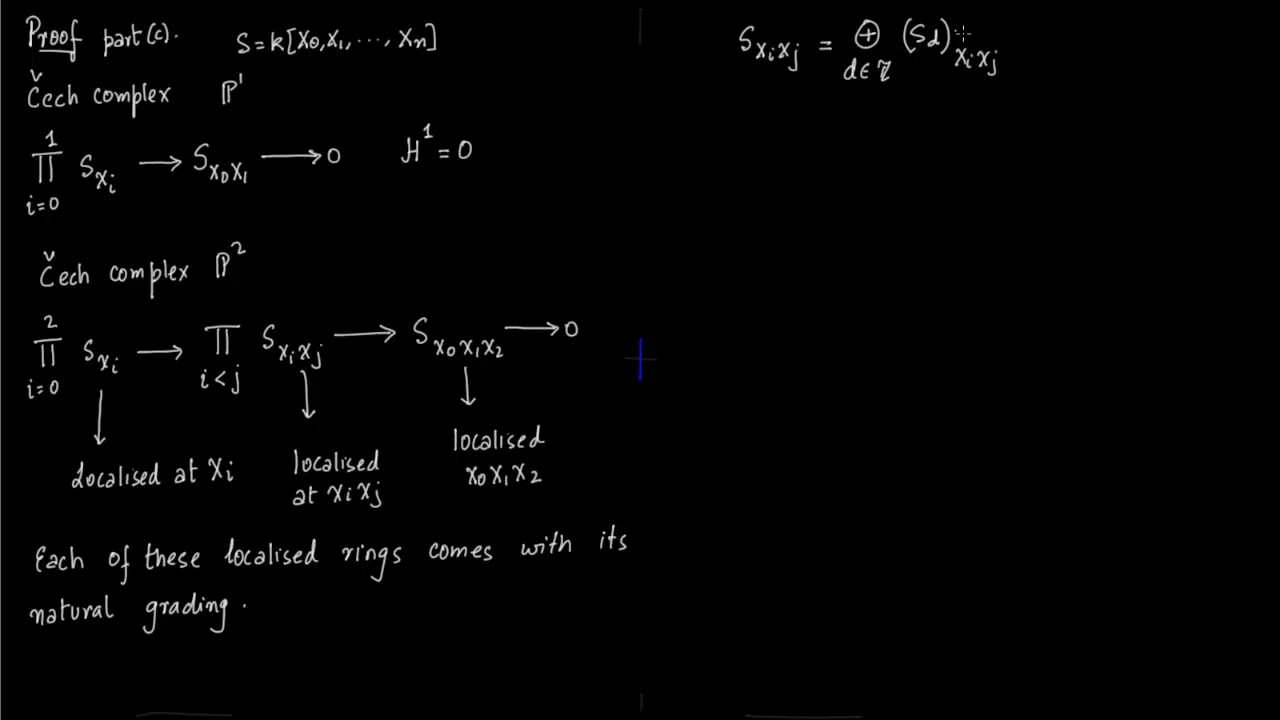 Proof part(c). S = k[X0, X1, ⋯, Xn]
Čech complex ℙ¹
∏_{i=0}^{1} S_{Xi} ⟶ S_{X0X1} ⟶ 0 H¹ = 0
Čech complex ℙ²
∏_{i=0}^{2} S_{Xi} ⟶ ∏_{i<j} S_{XiXj} ⟶ S_{X0X1X2} ⟶ 0
↓ ↓ ↓
Localised at Xi
localised
at XiXj
localised
X0X1X2
Each of these localised rings comes with its
natural grading.
S_{XiXj} = ⊕_{d∈ℤ} (Sd)_{XiXj}